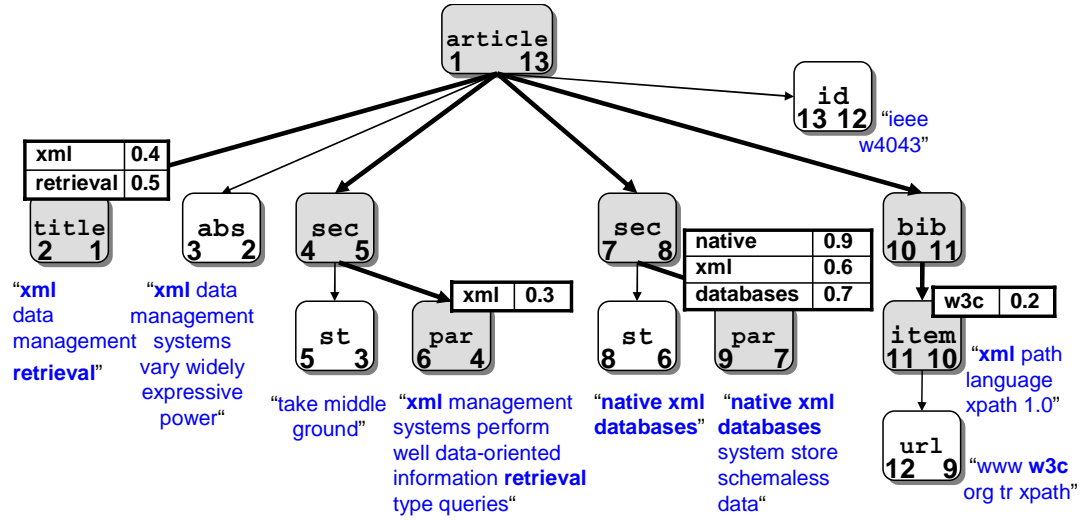 article
1 13
id
13 12
“ieee
w4043”
xml 0.4
retrieval 0.5
title
2 1
“xml
data
management
retrieval”
abs
3 2
“xml data
management
systems
vary widely
expressive
power“
sec
4 5
st
5 3
“take middle
ground”
xml 0.3
par
6 4
“xml management
systems perform
well data-oriented
information retrieval
type queries“
sec
7 8
st
8 6
“native xml
databases”
native 0.9
xml 0.6
databases 0.7
par
9 7
“native xml
databases
system store
schemaless
data“
bib
10 11
w3c 0.2
item
11 10
“xml path
language
xpath 1.0”
url
12 9
“www w3c
org tr xpath”